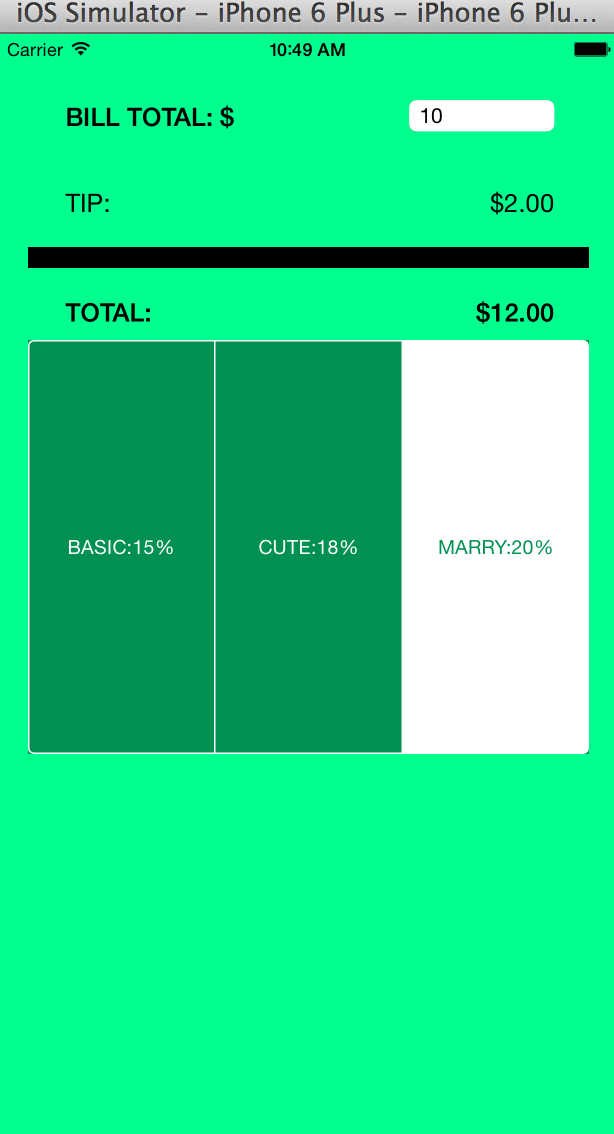 iOS Simulator – iPhone 6 Plus – iPhone 6 Plu...
Carrier 10:49 AM
BILL TOTAL: $ 10
TIP: $2.00
TOTAL: $12.00
BASIC:15% CUTE:18% MARRY:20%